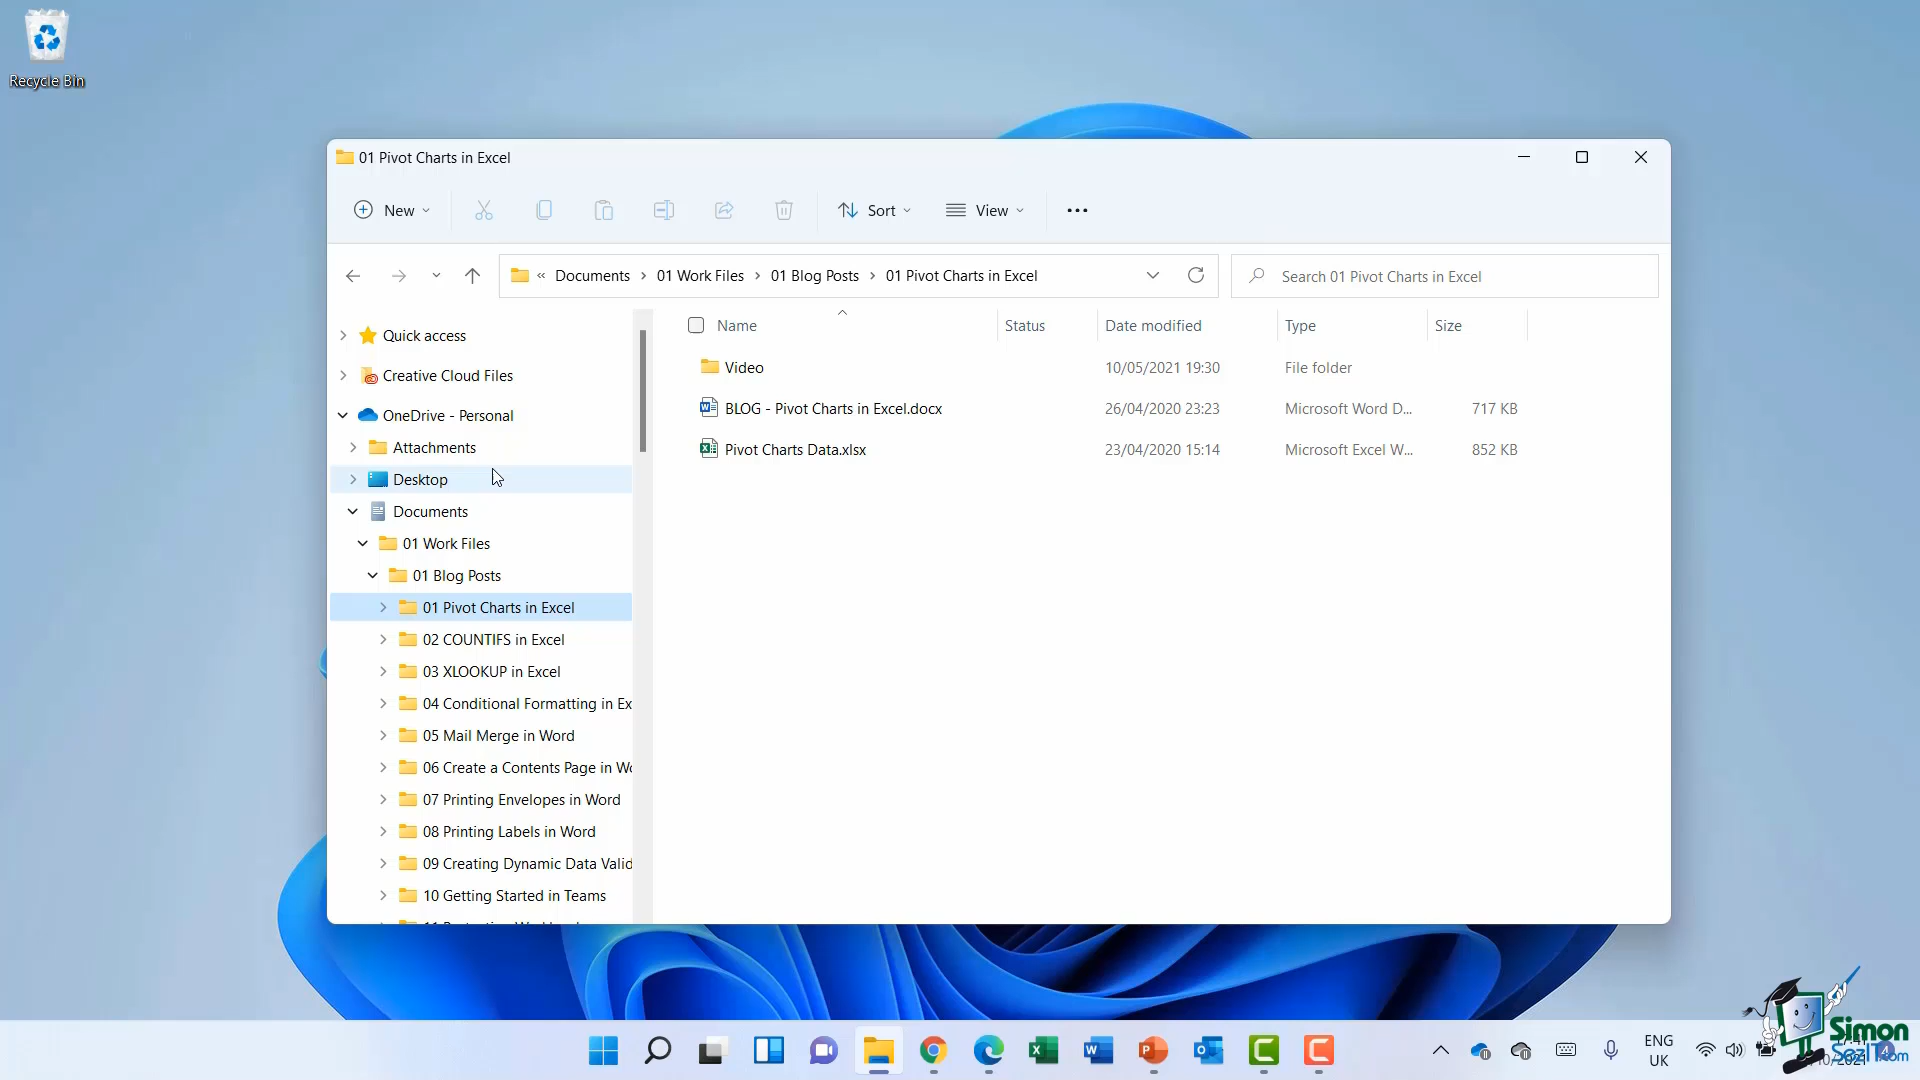 Recycle Bin
01 Pivot Charts in Excel
New
Sort
View
«
Documents > 01 Work Files > 01 Blog Posts > 01 Pivot Charts in Excel
Search 01 Pivot Charts in Excel
Quick access
Creative Cloud Files
OneDrive - Personal
Attachments
Desktop
Documents
01 Work Files
01 Blog Posts
01 Pivot Charts in Excel
02 COUNTIFS in Excel
03 XLOOKUP in Excel
04 Conditional Formatting in Ex
05 Mail Merge in Word
06 Create a Contents Page in Wo
07 Printing Envelopes in Word
08 Printing Labels in Word
09 Creating Dynamic Data Valid
10 Getting Started in Teams
Name Status Date modified Type Size
Video 10/05/2021 19:30 File folder
BLOG - Pivot Charts in Excel.docx 26/04/2020 23:23 Microsoft Word D... 717 KB
Pivot Charts Data.xlsx 23/04/2020 15:14 Microsoft Excel W... 852 KB
ENG
UK
Simon
SezIT.com